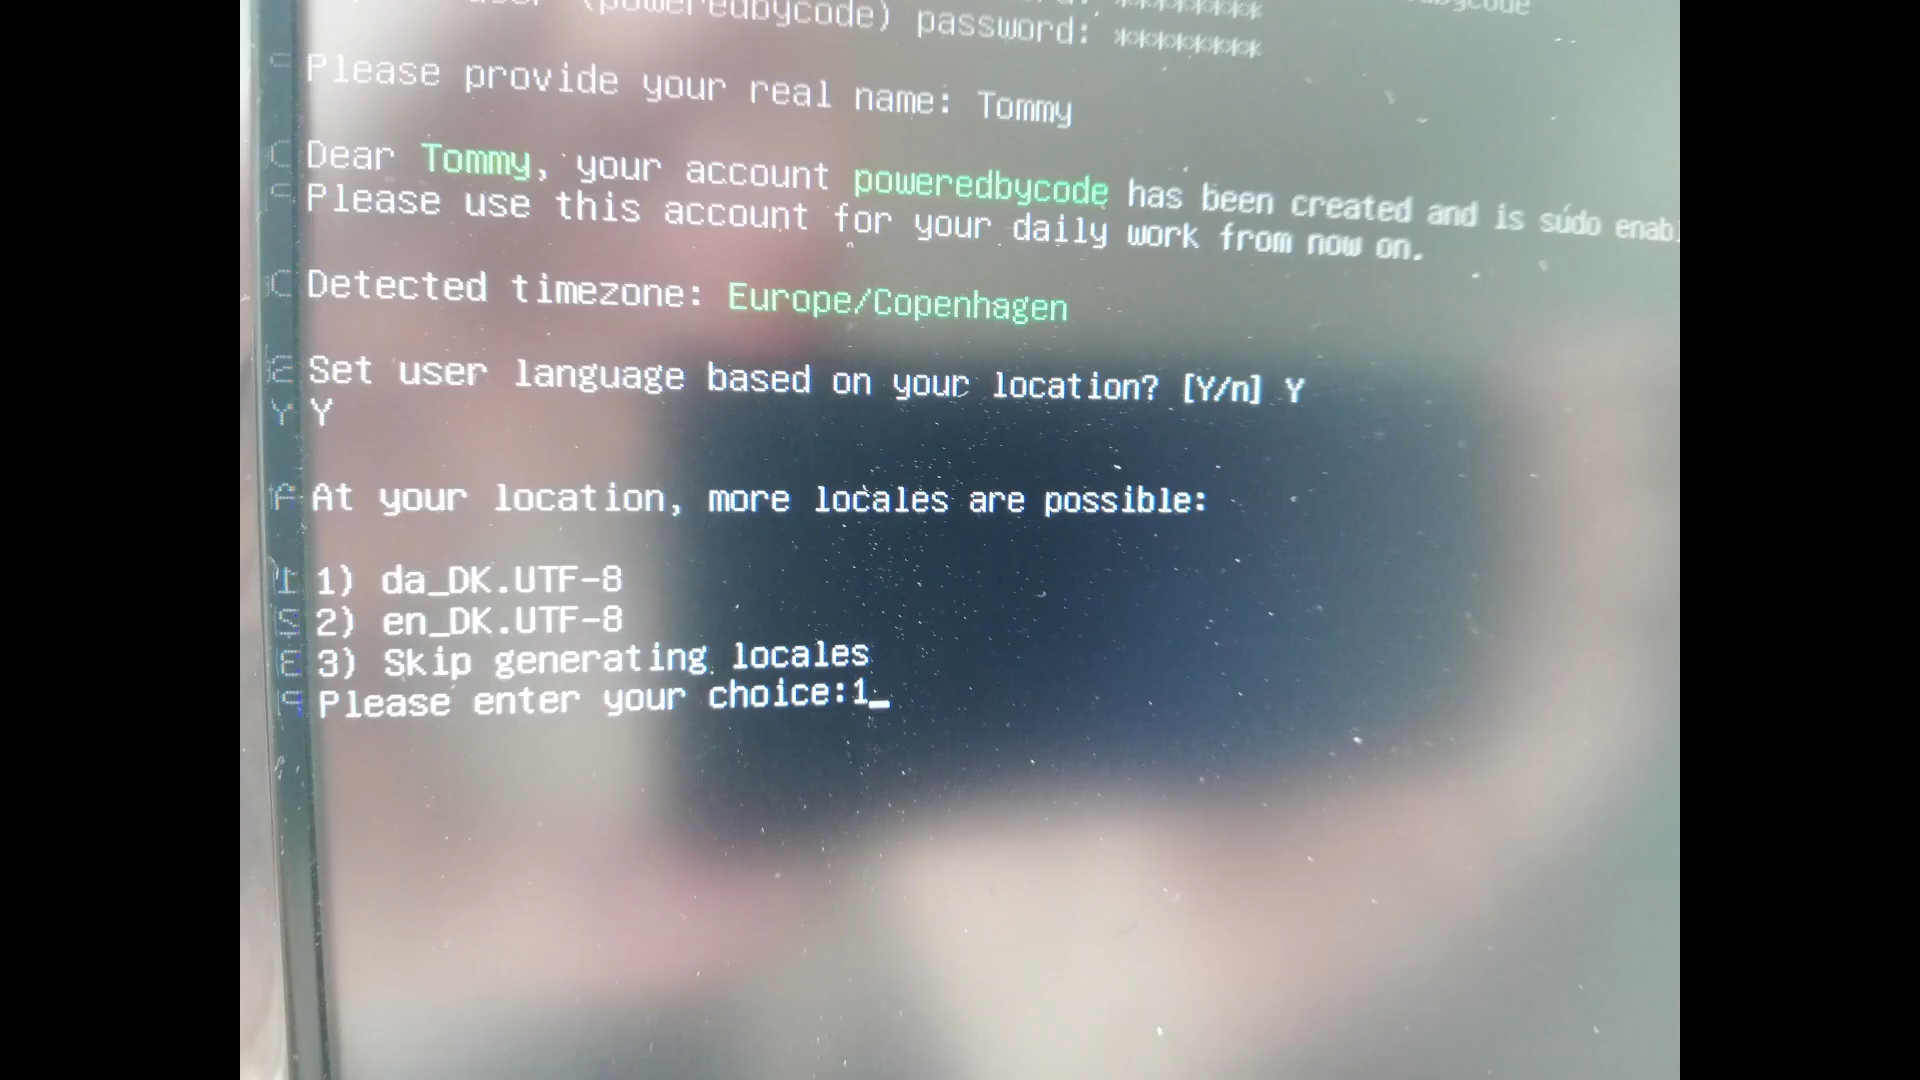 (poweredbycode) password: ********
Please provide your real name: Tommy
Dear Tommy, your account poweredbycode has been created and is sudo enabl
Please use this account for your daily work from now on.
Detected timezone: Europe/Copenhagen
Set user language based on your location? [Y/n] Y
Y
At your location, more locales are possible:
1) da_DK.UTF-8
2) en_DK.UTF-8
3) Skip generating locales
Please enter your choice:1_